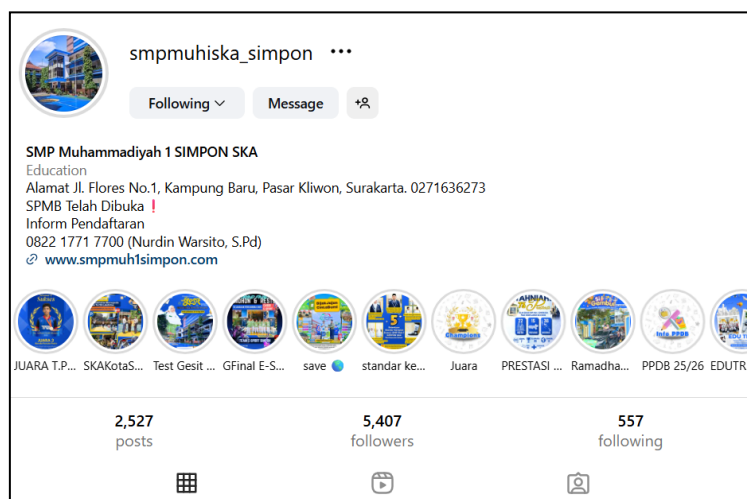 smpmuhiska_simpon
Following
Message
SMP Muhammadiyah 1 SIMPON SKA
Education
Alamat Jl. Flores No.1, Kampung Baru, Pasar Kliwon, Surakarta. 0271636273
SPMB Telah Dibuka❗
Inform Pendaftaran
0822 1771 7700 (Nurdin Warsito, S.Pd)
www.smpmuh1simpon.com
JUARA T.P... SKAKotaS... Test Gesit ... GFinal E-S... save 🌎 standar ke... Juara PRESTASI ... Ramadha... PPDB 25/26 EDUTR
2,527 5,407 557
posts followers following